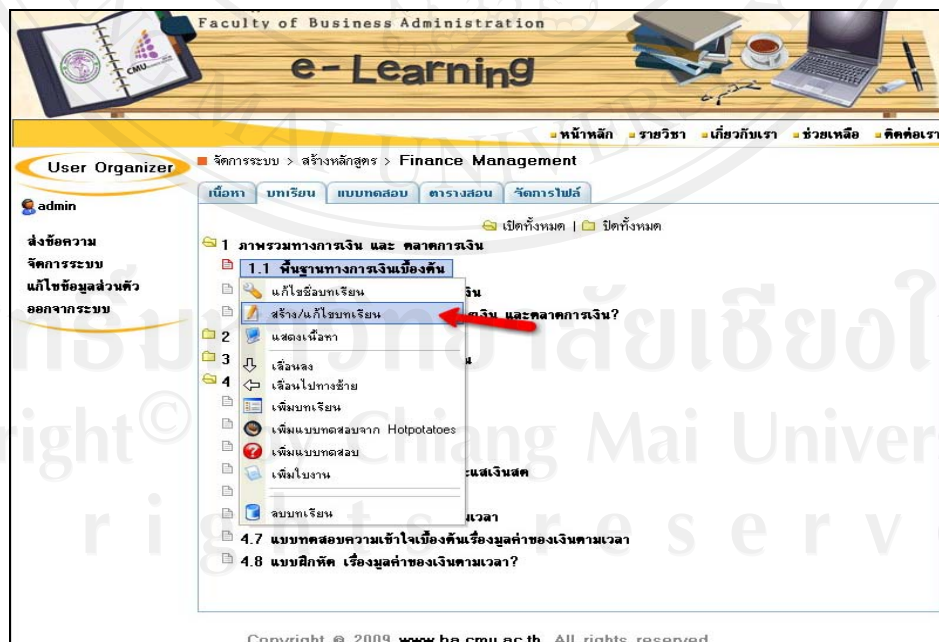 Faculty of Business Administration
e-Learning
CMU
หน้าหลัก รายวิชา เกี่ยวกับเรา ช่วยเหลือ ติดต่อเรา
User Organizer
จัดการระบบ > สร้างหลักสูตร > Finance Management
เนื้อหา บทเรียน แบบทดสอบ ตารางสอน จัดการไฟล์
admin
เปิดทั้งหมด | ปิดทั้งหมด
ส่งข้อความ
จัดการระบบ
แก้ไขข้อมูลส่วนตัว
ออกจากระบบ
1 ภาพรวมทางการเงิน และ ตลาดการเงิน
1.1 พื้นฐานทางการเงินเบื้องต้น
แก้ไขชื่อบทเรียน
สร้าง/แก้ไขบทเรียน
และตลาดการเงิน?
2 แสดงเนื้อหา
3
เลื่อนลง
4 เลื่อนไปทางซ้าย
เพิ่มบทเรียน
เพิ่มแบบทดสอบจาก Hotpotatoes
เพิ่มแบบทดสอบ
เพิ่มใบงาน
ลบบทเรียน
4.7 แบบทดสอบความเข้าใจเบื้องต้นเรื่องมูลค่าของเงินตามเวลา
4.8 แบบฝึกหัด เรื่องมูลค่าของเงินตามเวลา?
Copyright © 2009 www.ba.cmu.ac.th. All rights reserved